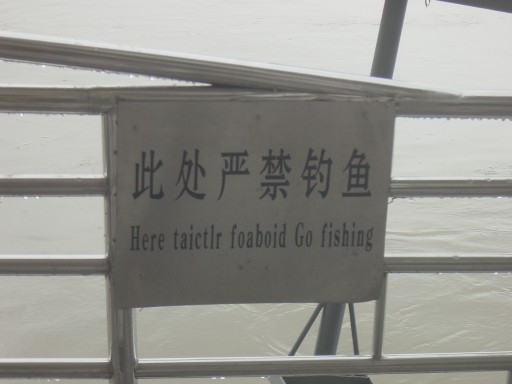 此处严禁钓鱼
Here taictlr foaboid Go fishing